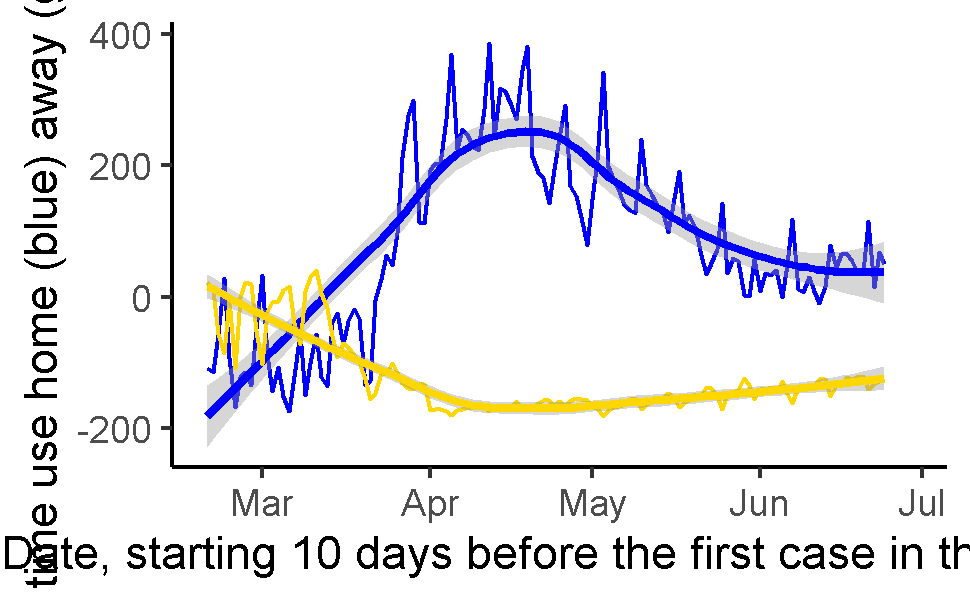 time use home (blue) away (
400
200
0
-200
Mar Apr May Jun Jul
Date, starting 10 days before the first case in th